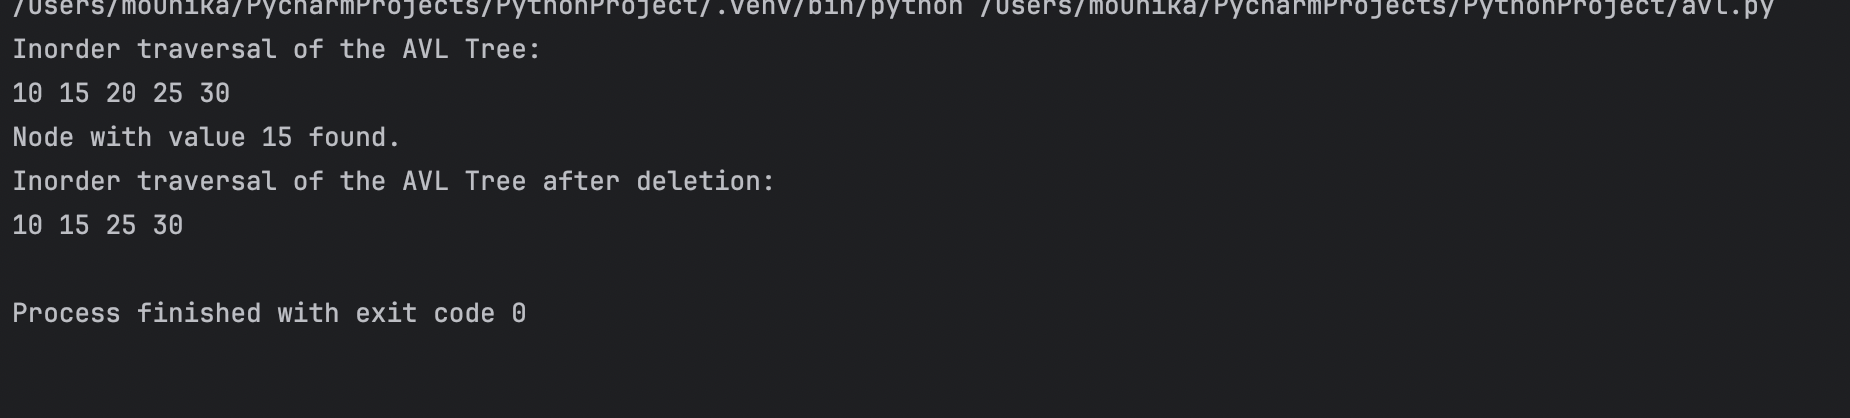 /Users/mounika/PycharmProjects/PythonProject/.venv/bin/python /Users/mounika/PycharmProjects/PythonProject/avl.py
Inorder traversal of the AVL Tree:
10 15 20 25 30
Node with value 15 found.
Inorder traversal of the AVL Tree after deletion:
10 15 25 30
Process finished with exit code 0